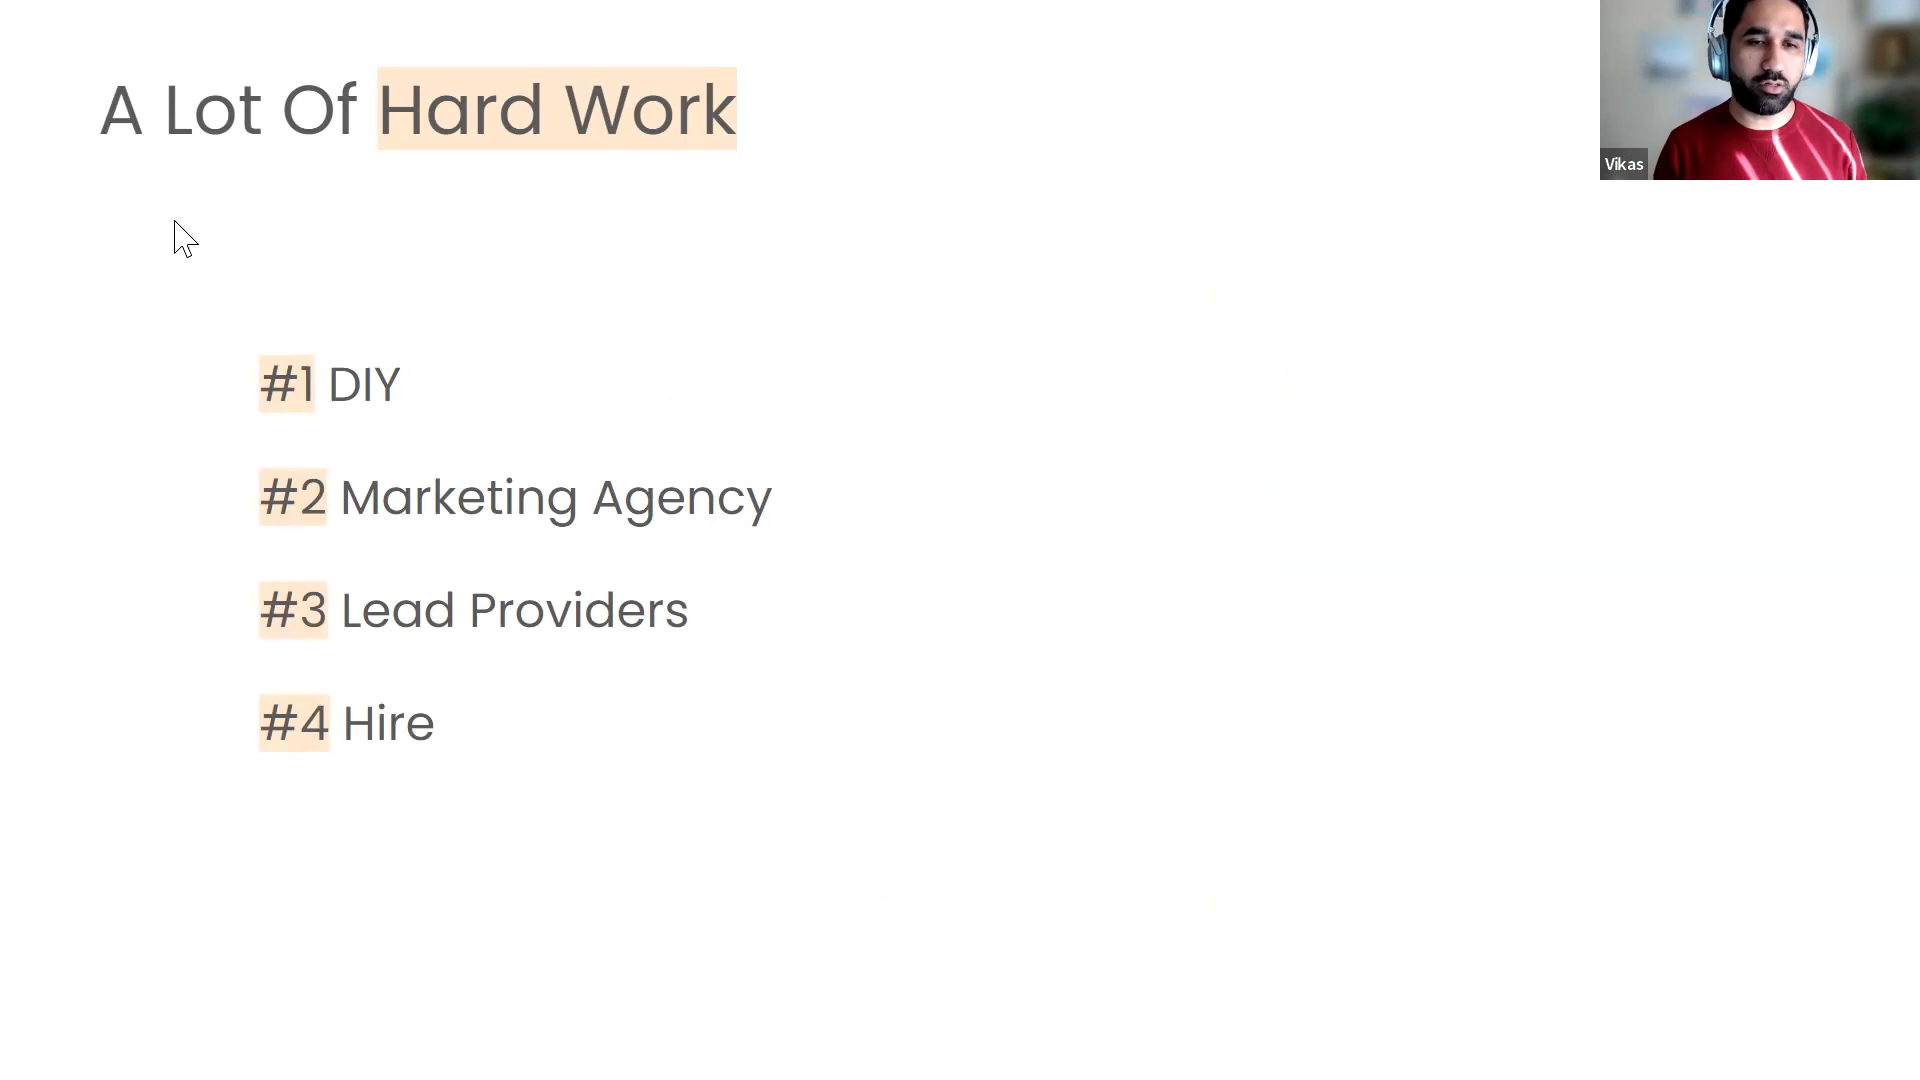 A Lot Of Hard Work
Vikas
#1 DIY
#2 Marketing Agency
#3 Lead Providers
#4 Hire